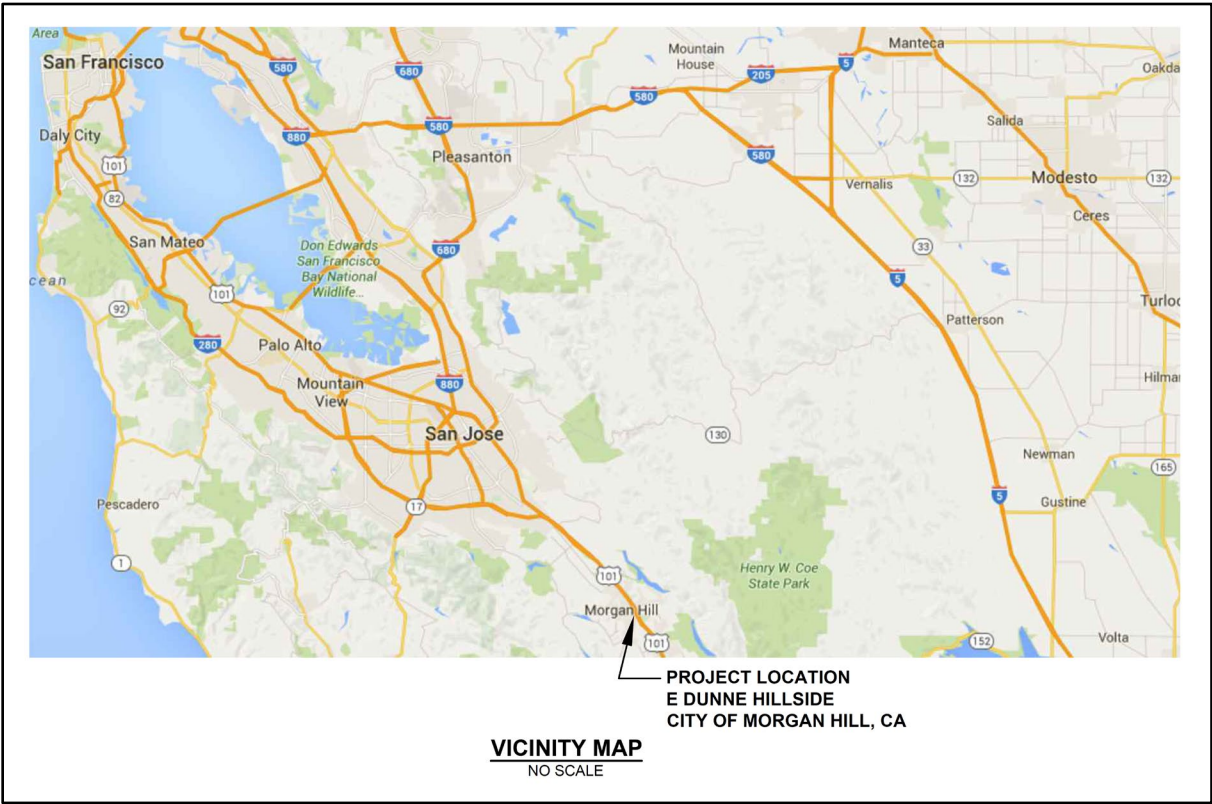 Area
San Francisco
Daly City
101
82
San Mateo
cean
92
101
280
Palo Alto
Mountain
View
Pescadero
1
580
680
880
580
Pleasanton
680
Don Edwards
San Francisco
Bay National
Wildlife...
880
San Jose
17
101
Morgan Hill
101
Mountain
House
580
205
5
Manteca
Oakda
Salida
580
Vernalis
132
Modesto
132
Ceres
33
5
Turloc
Patterson
Hilmar
130
Newman
165
5
Gustine
Henry W. Coe
State Park
152
Volta
PROJECT LOCATION
E DUNNE HILLSIDE
CITY OF MORGAN HILL, CA
VICINITY MAP
NO SCALE